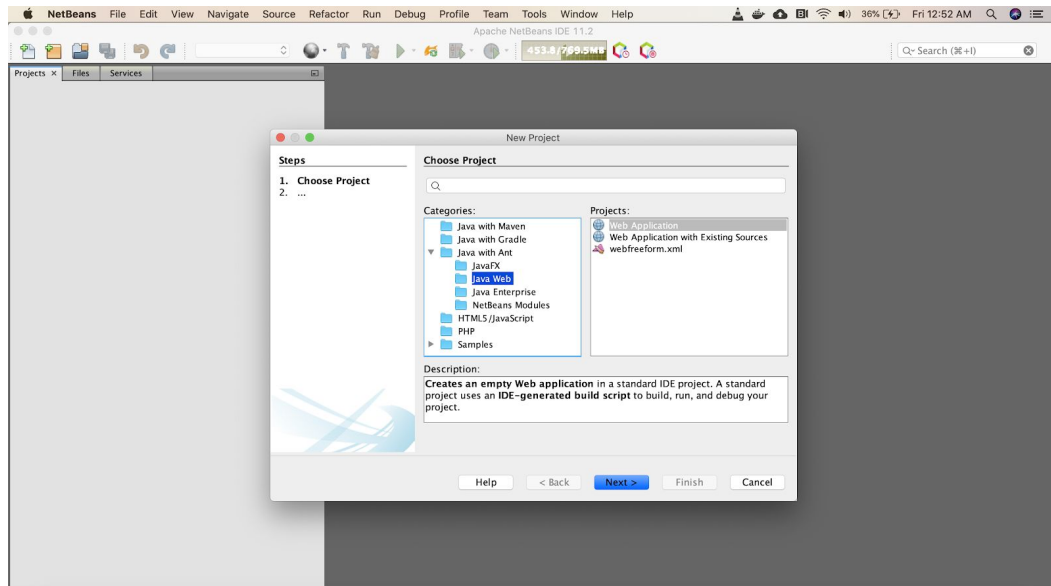 NetBeans File Edit View Navigate Source Refactor Run Debug Profile Team Tools Window Help 36% Fri 12:52 AM
Apache NetBeans IDE 11.2
453.8/769.5MB Search (⌘+I)
Projects Files Services
New Project
Steps
Choose Project
1. Choose Project
2. ...
Categories:
Projects:
Java with Maven
Java with Gradle
Java with Ant
JavaFX
Java Web
Java Enterprise
NetBeans Modules
HTML5/JavaScript
PHP
Samples
Web Application
Web Application with Existing Sources
webfreeform.xml
Description:
Creates an empty Web application in a standard IDE project. A standard
project uses an IDE-generated build script to build, run, and debug your
project.
Help < Back Next > Finish Cancel